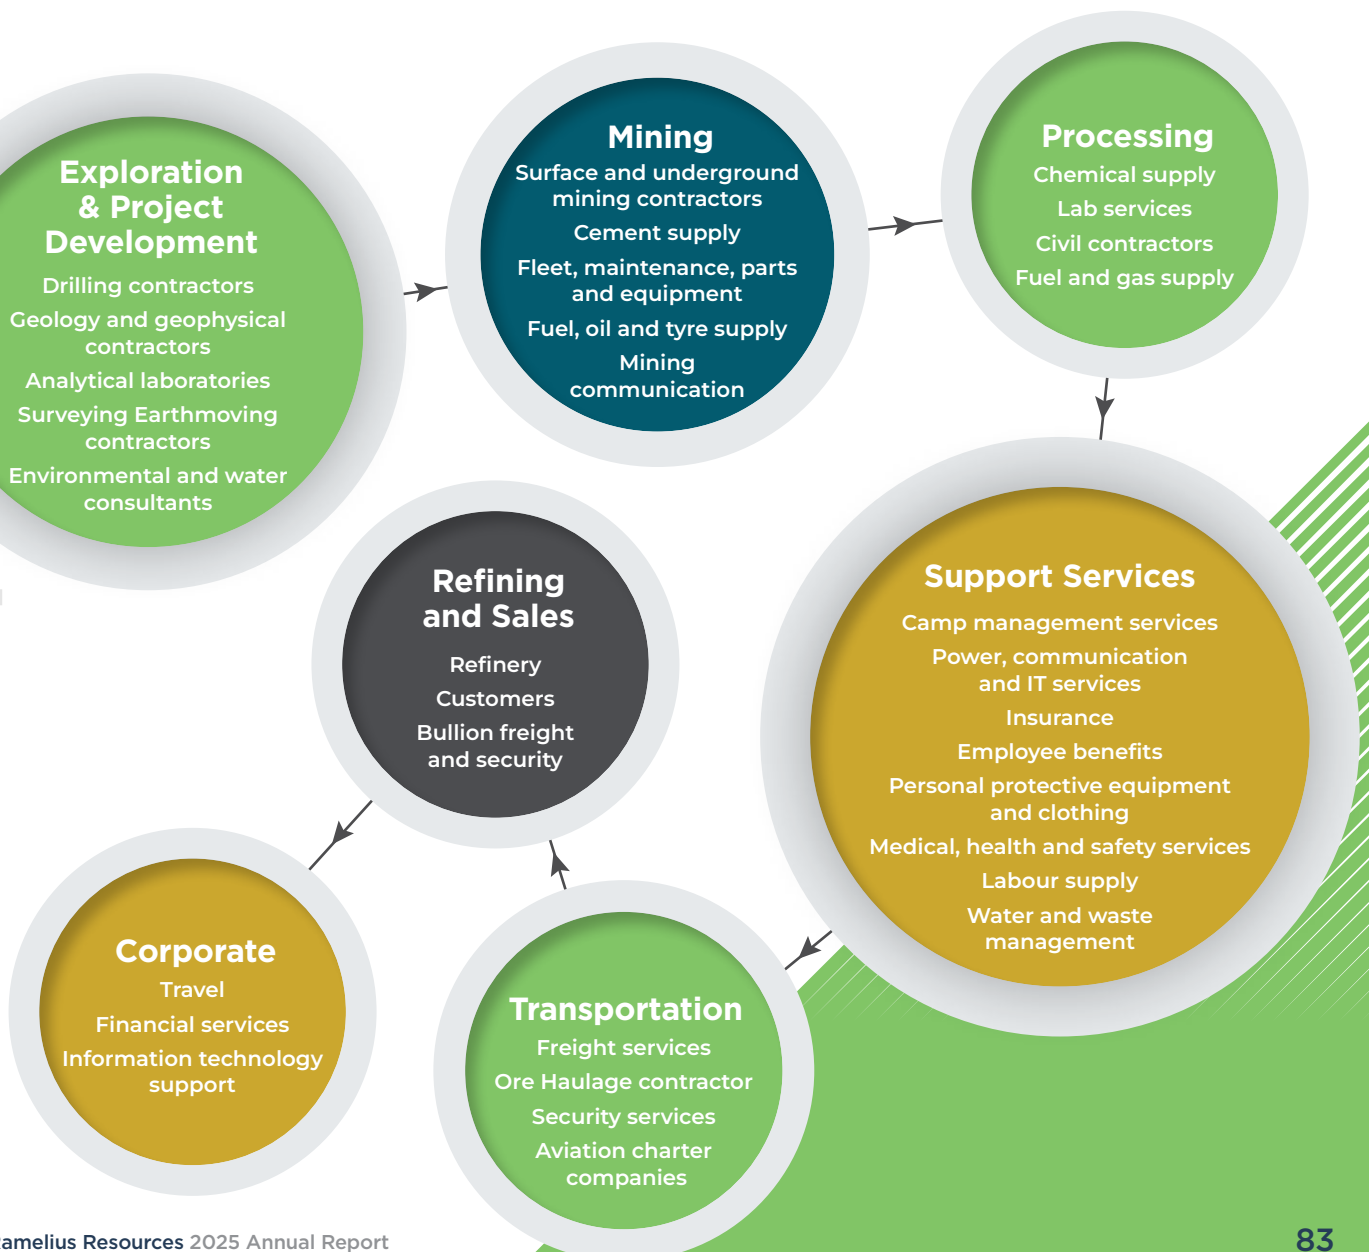 Exploration
& Project
Development
Drilling contractors
Geology and geophysical
contractors
Analytical laboratories
Surveying Earthmoving
contractors
Environmental and water
consultants
Mining
Surface and underground
mining contractors
Cement supply
Fleet, maintenance, parts
and equipment
Fuel, oil and tyre supply
Mining
communication
Processing
Chemical supply
Lab services
Civil contractors
Fuel and gas supply
Support Services
Camp management services
Power, communication
and IT services
Insurance
Employee benefits
Personal protective equipment
and clothing
Medical, health and safety services
Labour supply
Water and waste
management
Transportation
Freight services
Ore Haulage contractor
Security services
Aviation charter
companies
Refining
and Sales
Refinery
Customers
Bullion freight
and security
Corporate
Travel
Financial services
Information technology
support
amelius Resources 2025 Annual Report
83